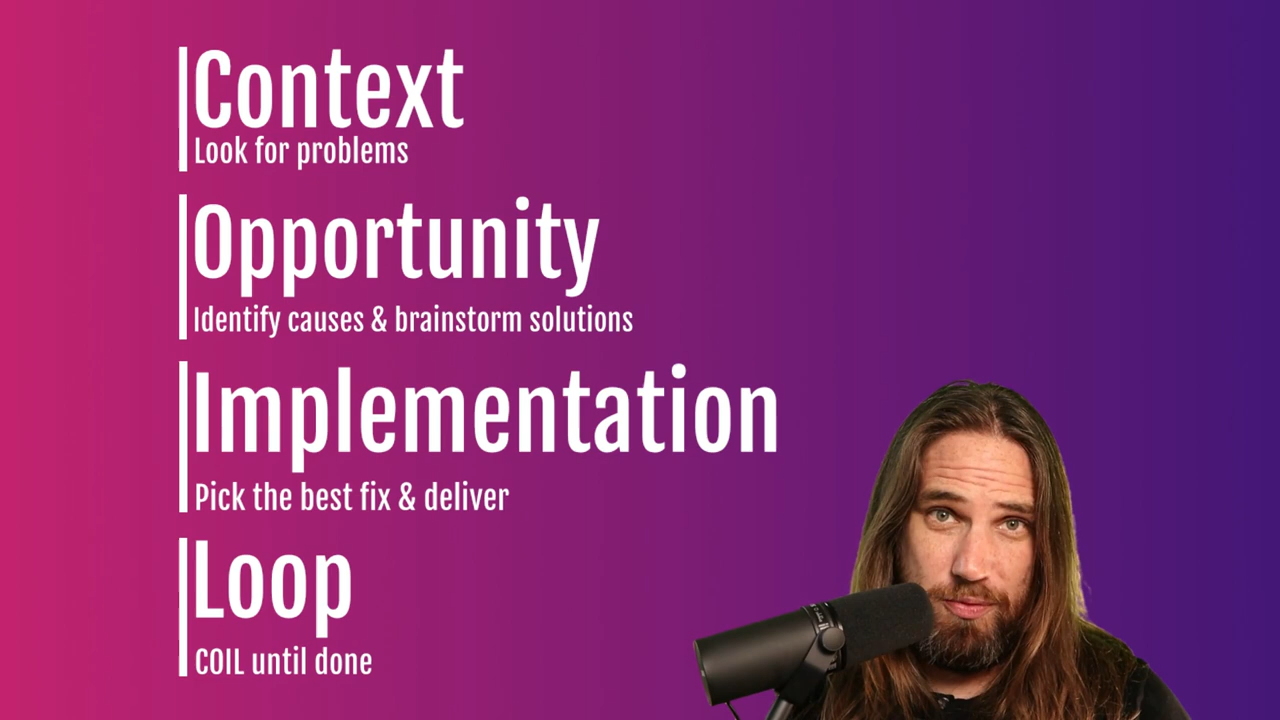 Context
Look for problems
Opportunity
Identify causes & brainstorm solutions
Implementation
Pick the best fix & deliver
Loop
COIL until done